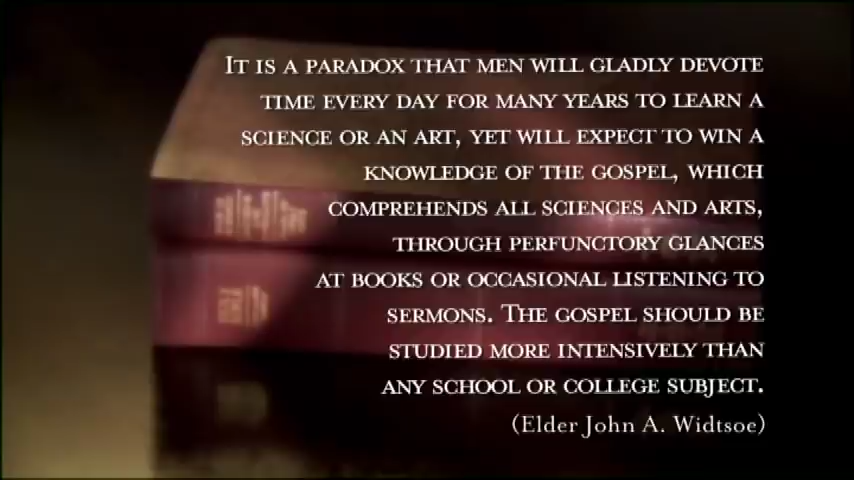 It is a paradox that men will gladly devote
time every day for many years to learn a
science or an art, yet will expect to win a
knowledge of the gospel, which
comprehends all sciences and arts,
through perfunctory glances
at books or occasional listening to
sermons. The gospel should be
studied more intensively than
any school or college subject.
(Elder John A. Widtsoe)